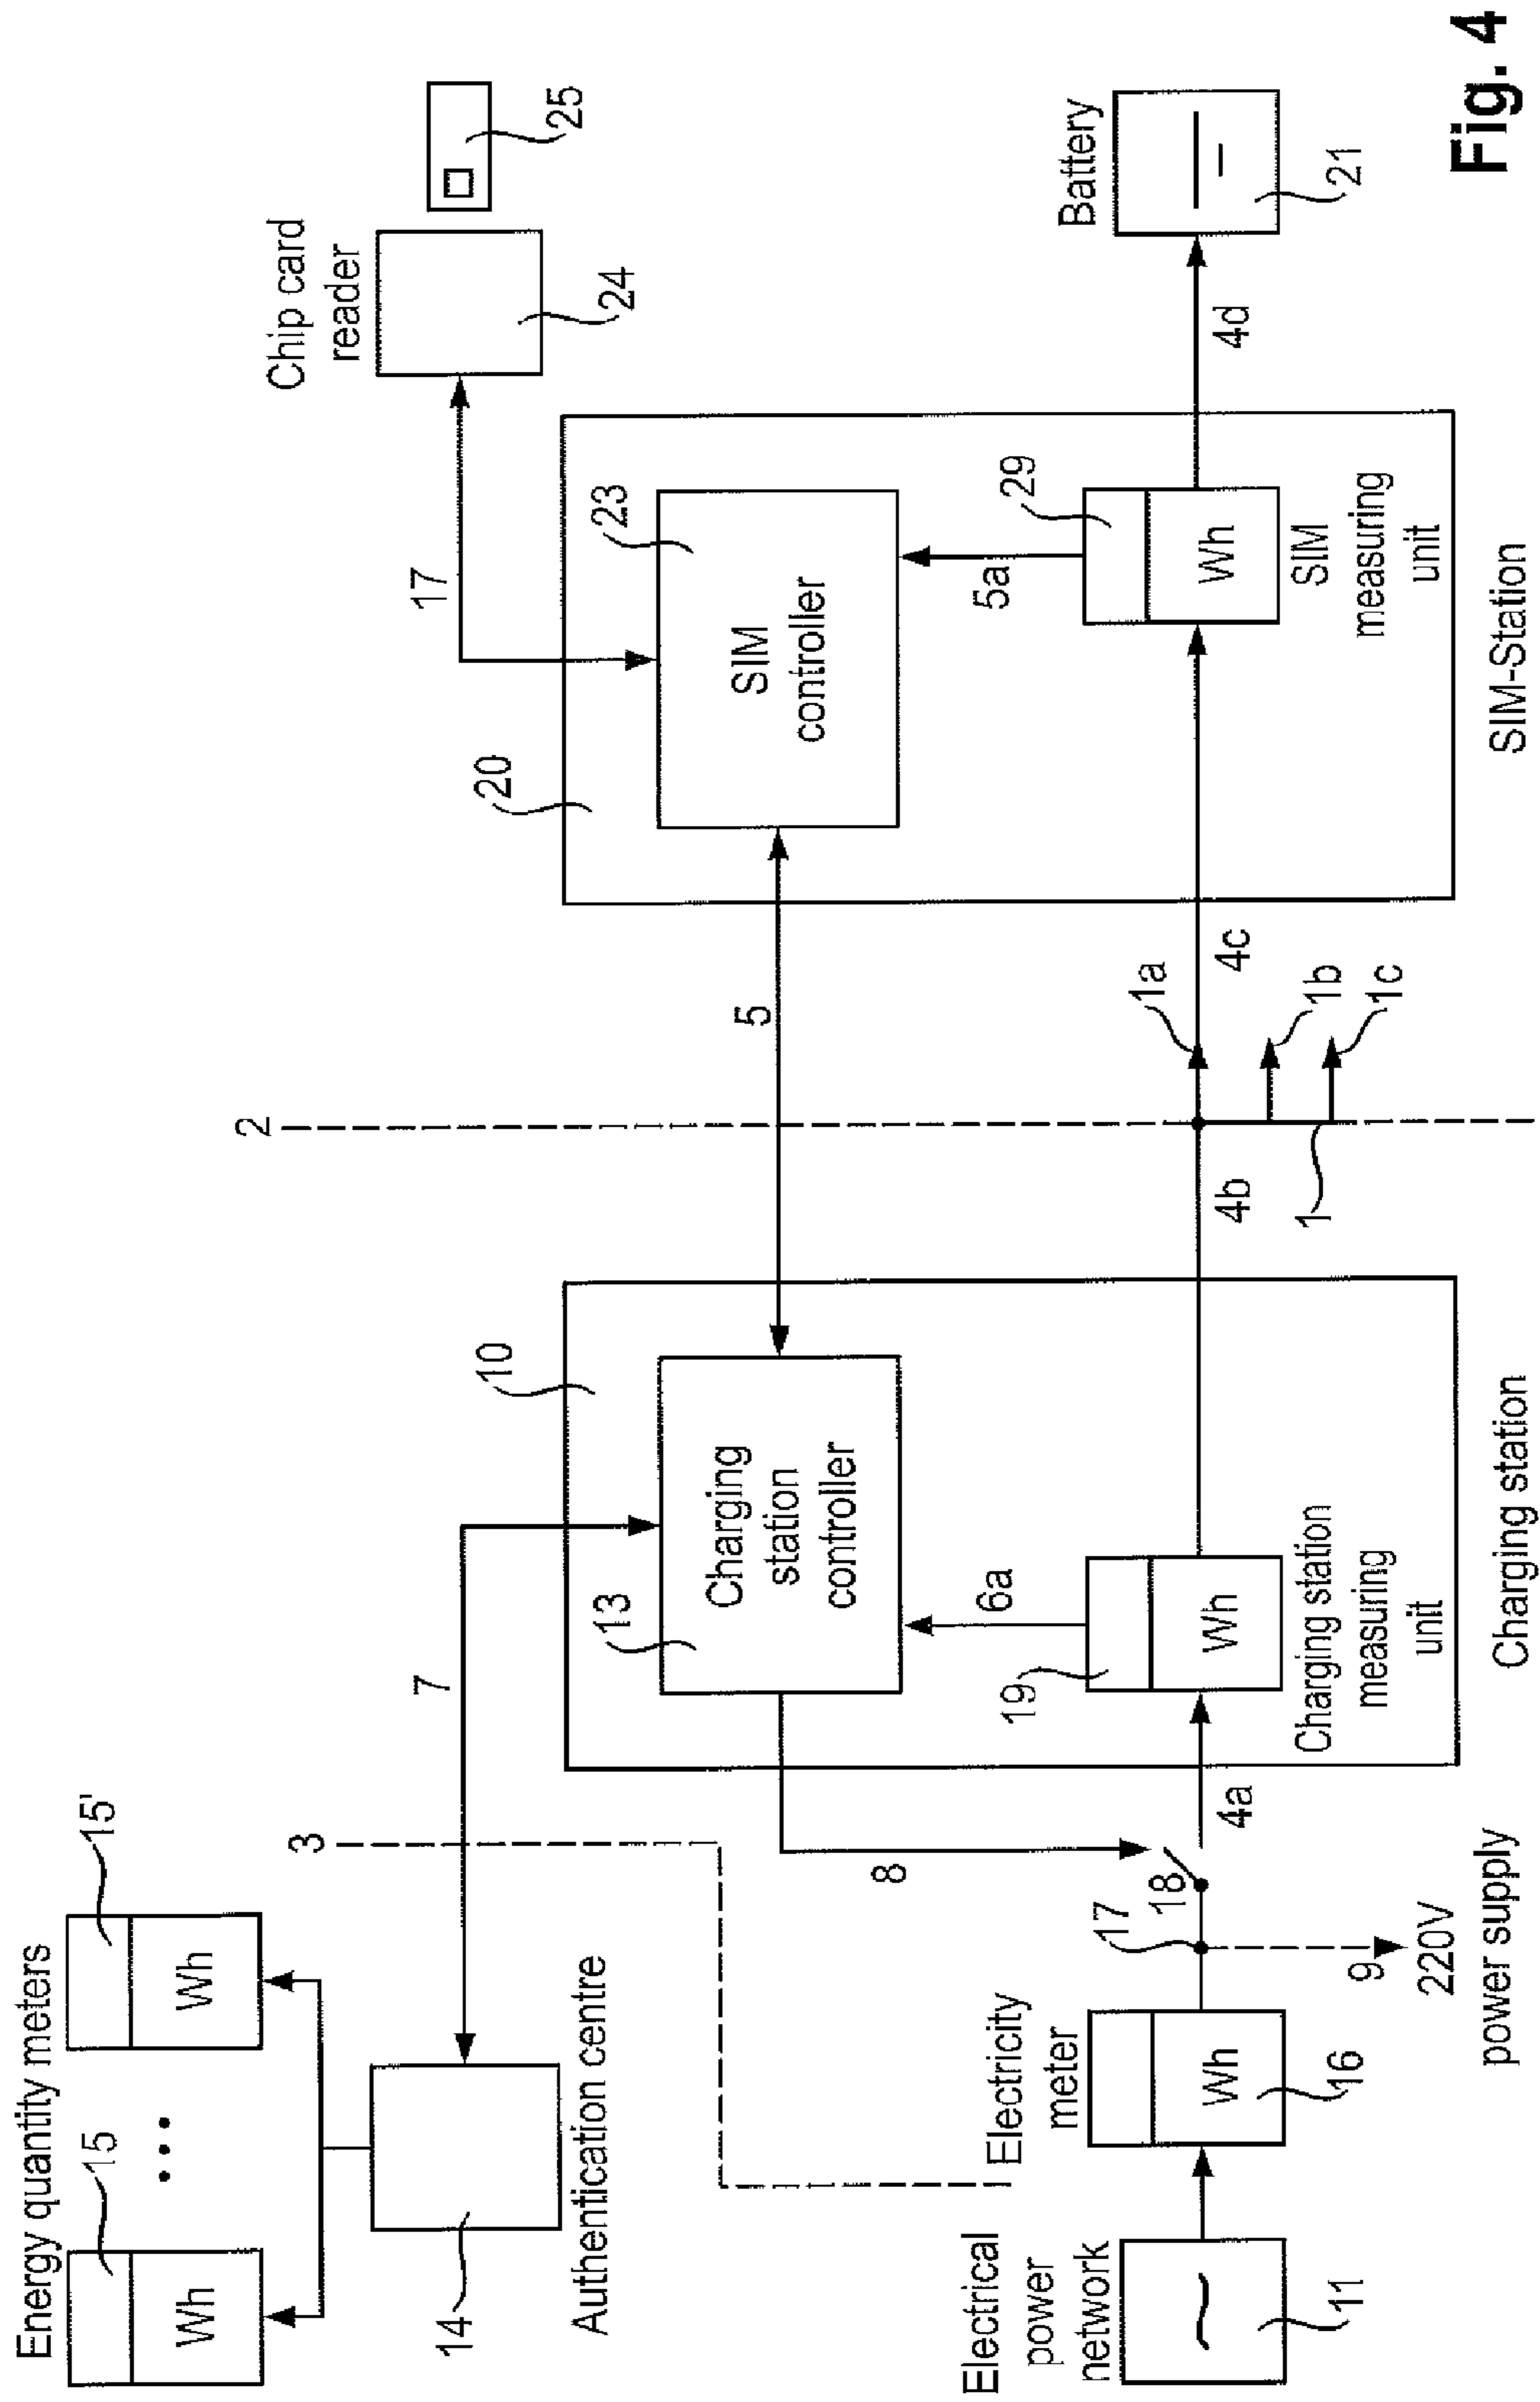 Energy quantity meters
15
15'
Wh
...
Wh
14
Authentication centre
7
3
Electrical
power
network
11
Electricity
meter
Wh
16
17
18
8
9
220V
power supply
4a
10
13
Charging
station
controller
6a
19
Wh
Charging station
measuring
unit
Charging station
2
5
4b
1
1a
1b
1c
4c
20
23
SIM
controller
17
5a
29
Wh
SIM
measuring
unit
SIM-Station
Chip card
reader
24
25
4d
Battery
21
Fig. 4